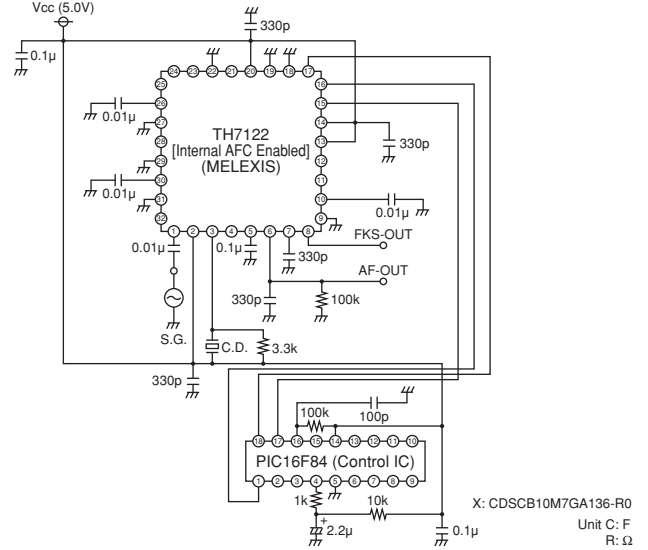 Vcc (5.0V)
330p
0.1µ
24 23 22 21 20 19 18 17
25 16
26 15
0.01µ
27 14
TH7122
28 13
[Internal AFC Enabled]
330p
(MELEXIS)
29 12
30 11
0.01µ
31 10
0.01µ
32 9
1 2 3 4 5 6 7 8
FKS-OUT
0.01µ
0.1µ
330p
AF-OUT
330p
100k
S.G.
C.D.
3.3k
330p
100k
100p
18 17 16 15 14 13 12 11 10
PIC16F84 (Control IC)
1 2 3 4 5 6 7 8 9
1k
10k
X: CDSCB10M7GA136-R0
+
2.2µ
0.1µ
Unit C: F
R: Ω